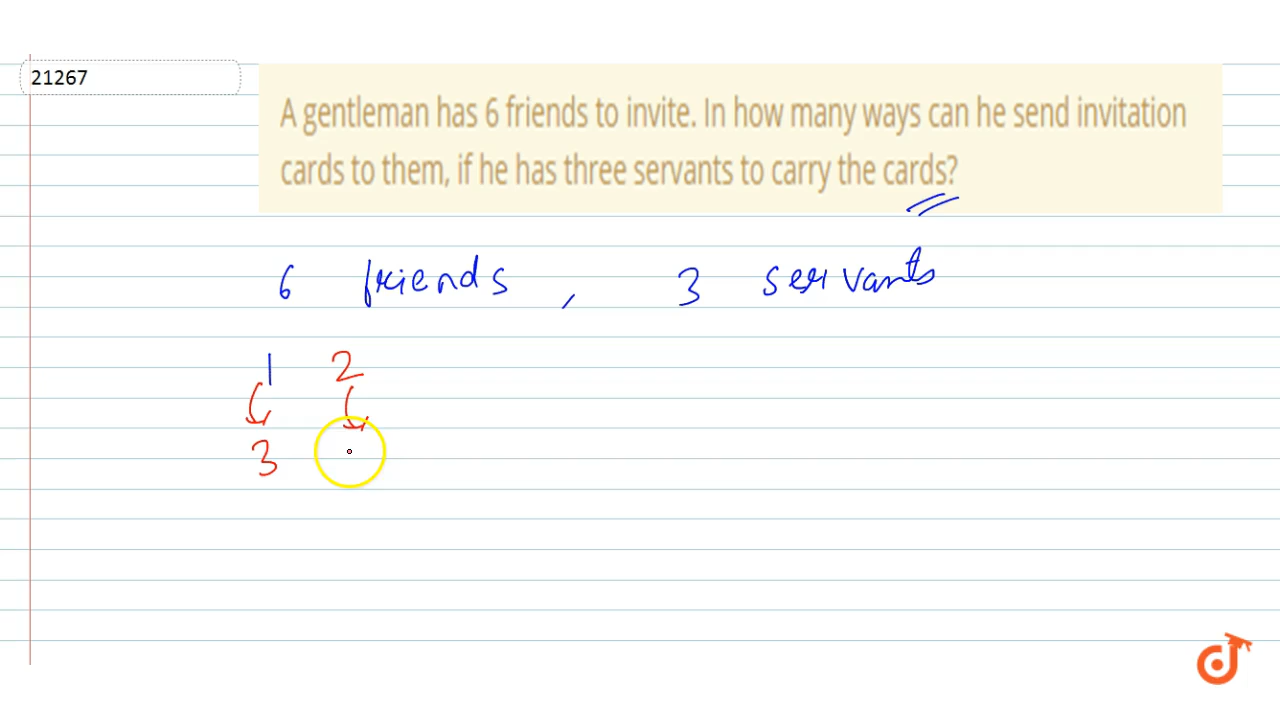 21267
A gentleman has 6 friends to invite. In how many ways can he send invitation
cards to them, if he has three servants to carry the cards?
6 friends , 3 servants
1 2
3